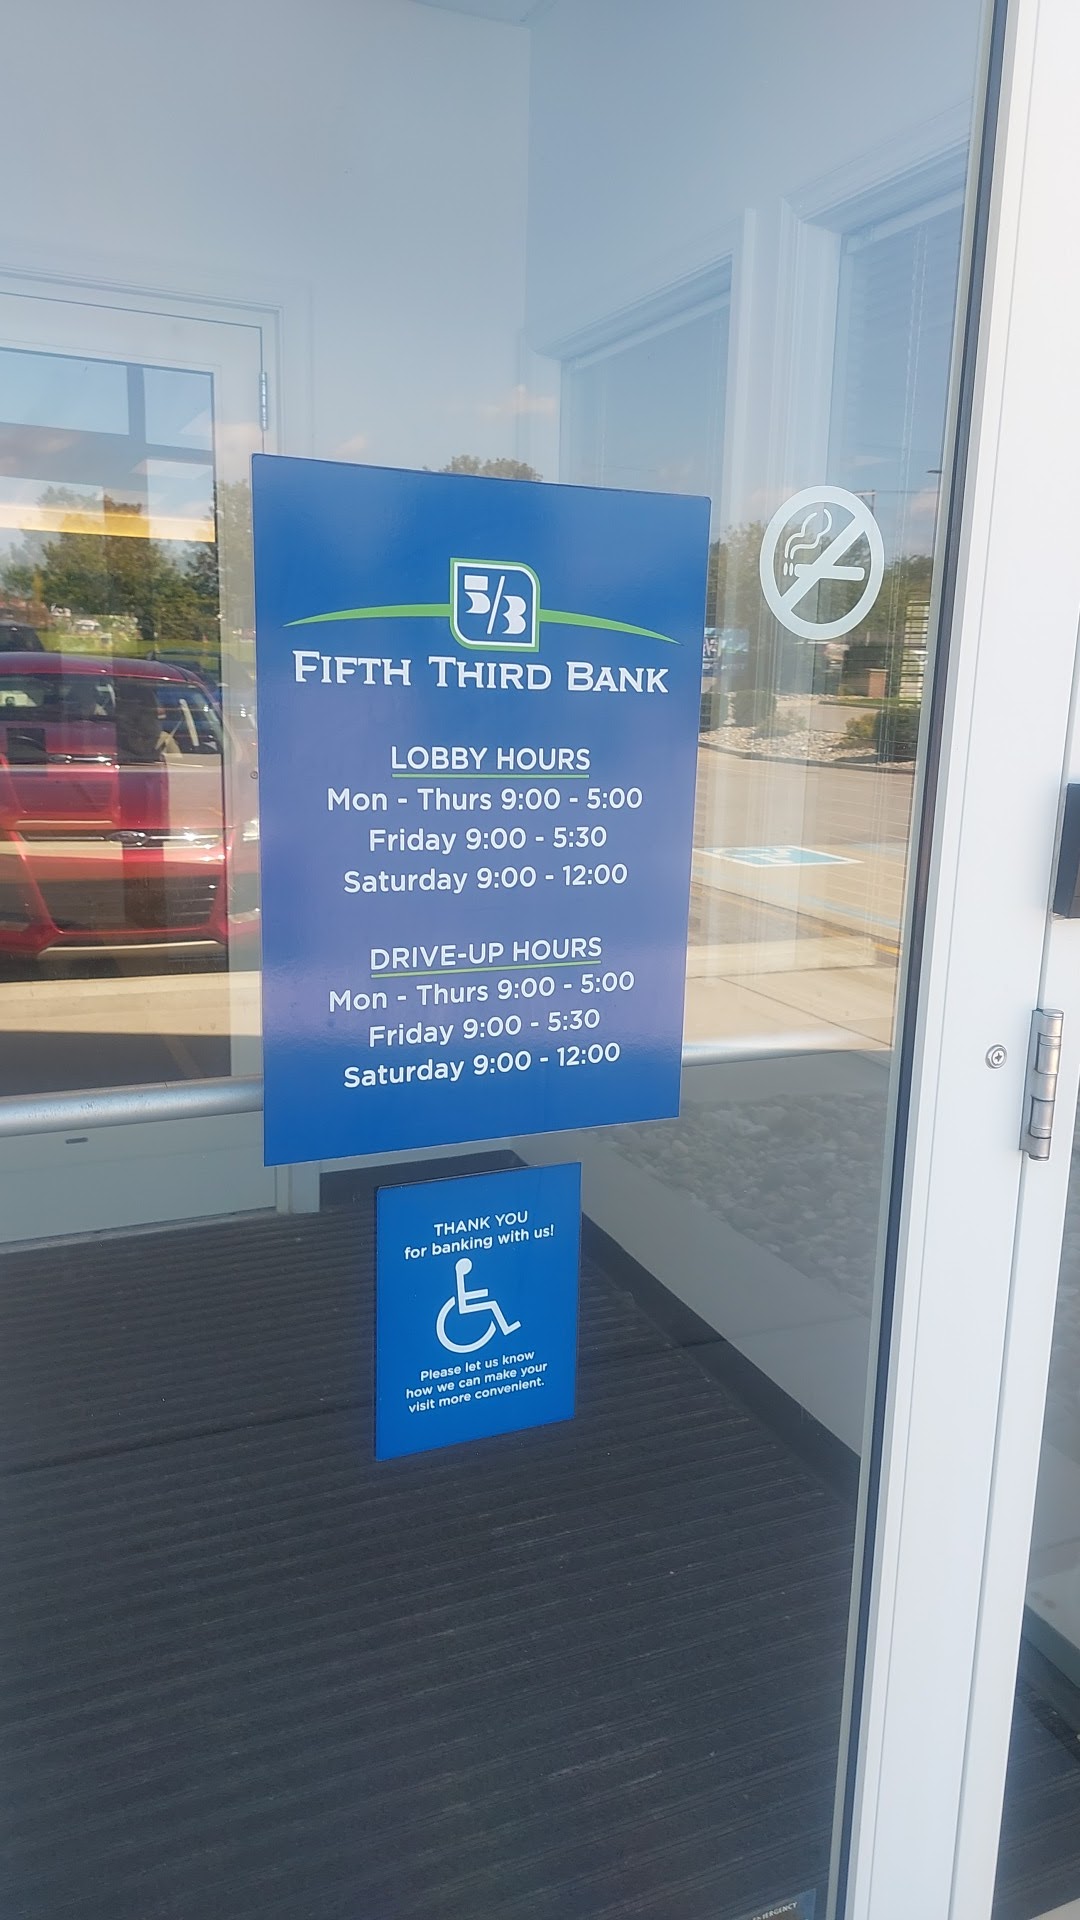 5/3
FIFTH THIRD BANK
LOBBY HOURS
Mon - Thurs 9:00 - 5:00
Friday 9:00 - 5:30
Saturday 9:00 - 12:00
DRIVE-UP HOURS
Mon - Thurs 9:00 - 5:00
Friday 9:00 - 5:30
Saturday 9:00 - 12:00
THANK YOU
for banking with us!
Please let us know
how we can make your
visit more convenient.